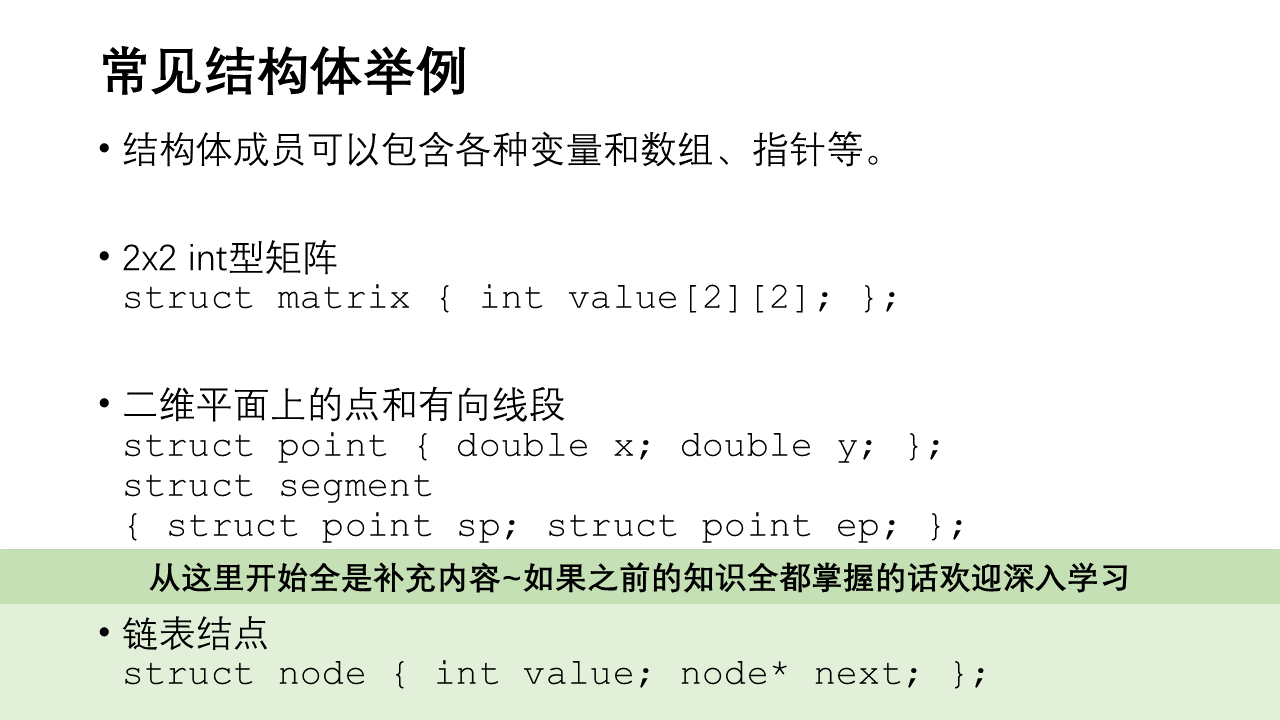 常见结构体举例
• 结构体成员可以包含各种变量和数组、指针等。
• 2x2 int型矩阵
struct matrix { int value[2][2]; };
• 二维平面上的点和有向线段
struct point { double x; double y; };
struct segment
{ struct point sp; struct point ep; };
从这里开始全是补充内容~如果之前的知识全都掌握的话欢迎深入学习
• 链表结点
struct node { int value; node* next; };